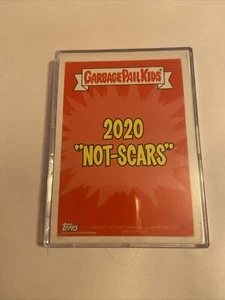 GARBAGE PAIL KIDS
2020
"NOT-SCARS"
TOPPS